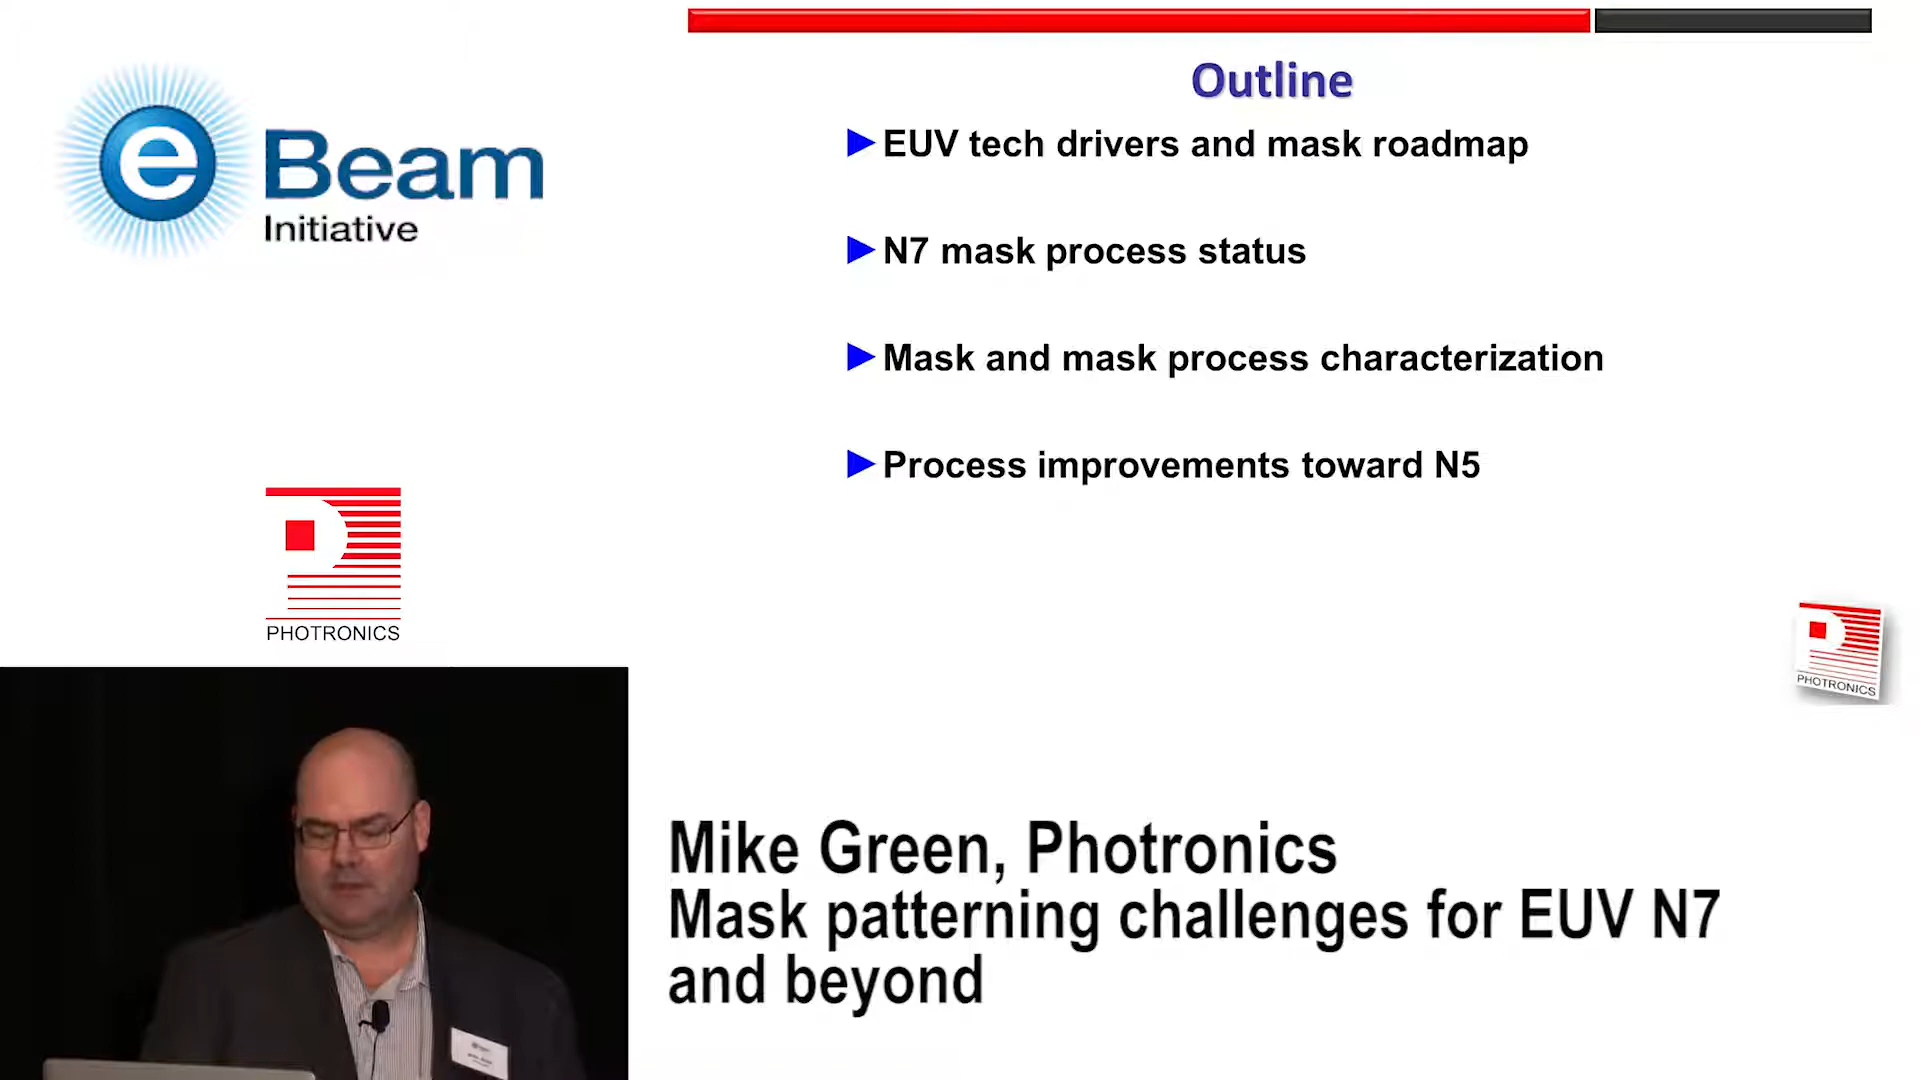 e Beam
Initiative
PHOTRONICS
Outline
EUV tech drivers and mask roadmap
N7 mask process status
Mask and mask process characterization
Process improvements toward N5
PHOTRONICS
Mike Green, Photronics
Mask patterning challenges for EUV N7
and beyond